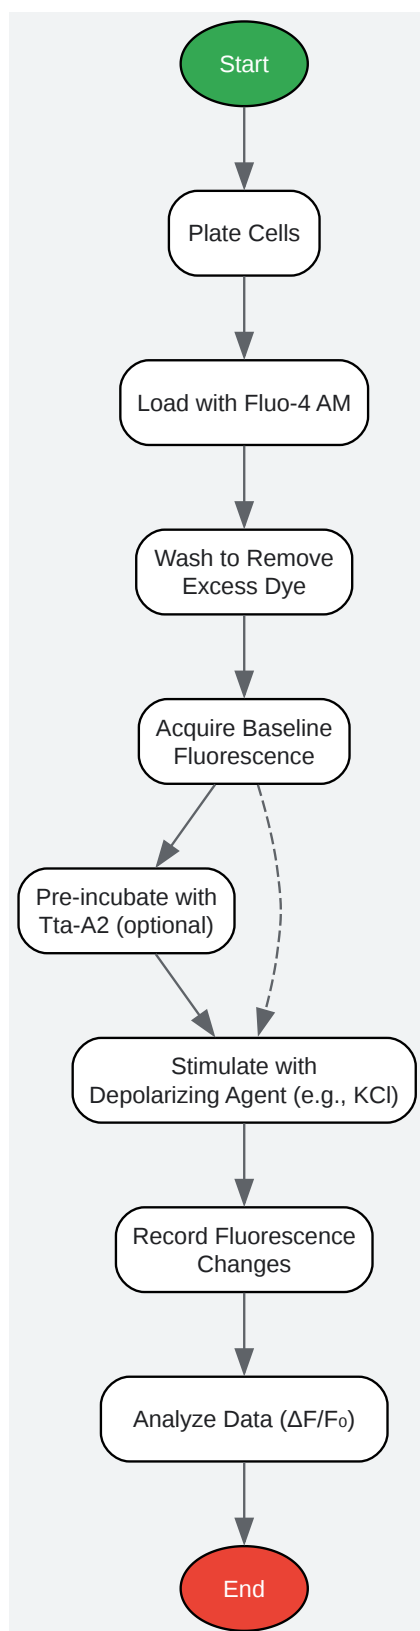 Start
Plate Cells
Load with Fluo-4 AM
Wash to Remove
Excess Dye
Acquire Baseline
Fluorescence
Pre-incubate with
Tta-A2 (optional)
Stimulate with
Depolarizing Agent (e.g., KCl)
Record Fluorescence
Changes
Analyze Data (ΔF/F₀)
End